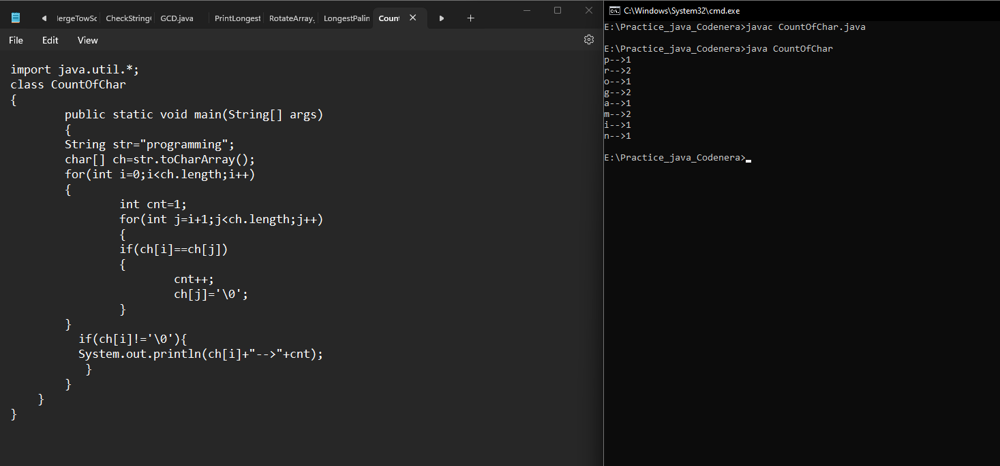 CheckString
GCD.java
PrintLongest
RotateArray.
LongestPalin
Count
File Edit View
import java.util.*;
class CountOfChar
{
public static void main(String[] args)
{
String str="programming";
char[] ch=str.toCharArray();
for(int i=0;i<ch.length;i++)
{
int cnt=1;
for(int j=i+1;j<ch.length;j++)
{
if(ch[i]==ch[j])
{
cnt++;
ch[j]='\0';
}
}
if(ch[i]!='\0'){
System.out.println(ch[i]+"-->"+cnt);
}
}
}
}
C:\Windows\System32\cmd.exe
E:\Practice_java_Codenera>javac CountOfChar.java
E:\Practice_java_Codenera>java CountOfChar
p-->1
r-->2
o-->1
g-->2
a-->1
m-->2
i-->1
n-->1
E:\Practice_java_Codenera>